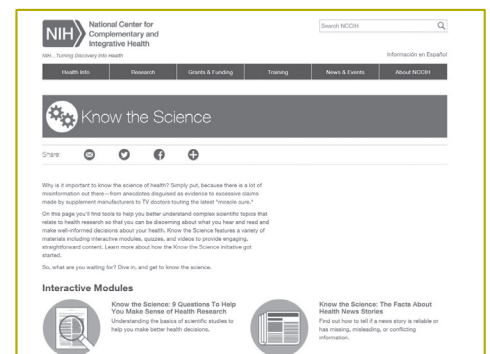 NIH
National Center for
Complementary and
Integrative Health
Search NCCIH
NIH...Turning Discovery Into Health
Información en Español
Health Info
Research
Grants & Funding
Training
News & Events
About NCCIH
Know the Science
Share:
Why is it important to know the science of health? Simply put, because there is a lot of
misinformation out there—from anecdotes disguised as evidence to excessive claims
made by supplement manufacturers to TV doctors touting the latest "miracle cure."
On this page you'll find tools to help you better understand complex scientific topics that
relate to health research so that you can be discerning about what you hear and read and
make well-informed decisions about your health. Know the Science features a variety of
materials including interactive modules, quizzes, and videos to provide engaging,
straightforward content. Learn more about how the Know the Science initiative got
started.
So, what are you waiting for? Dive in, and get to know the science.
Interactive Modules
Know the Science: 9 Questions To Help
You Make Sense of Health Research
Understanding the basics of scientific studies to
help you make better health decisions.
Know the Science: The Facts About
Health News Stories
Find out how to tell if a news story is reliable or
has missing, misleading, or conflicting
information.